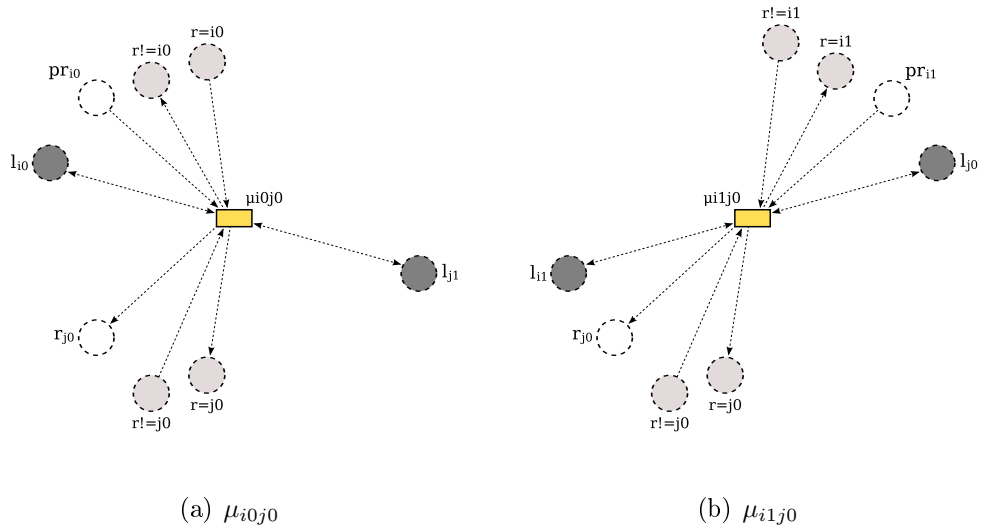 r!=i0
r=i0
pr_i0
l_i0
μi0j0
l_j1
r_j0
r!=j0
r=j0
(a) μ_i0j0
r!=i1
r=i1
pr_i1
l_j0
μi1j0
l_i1
r_j0
r!=j0
r=j0
(b) μ_i1j0